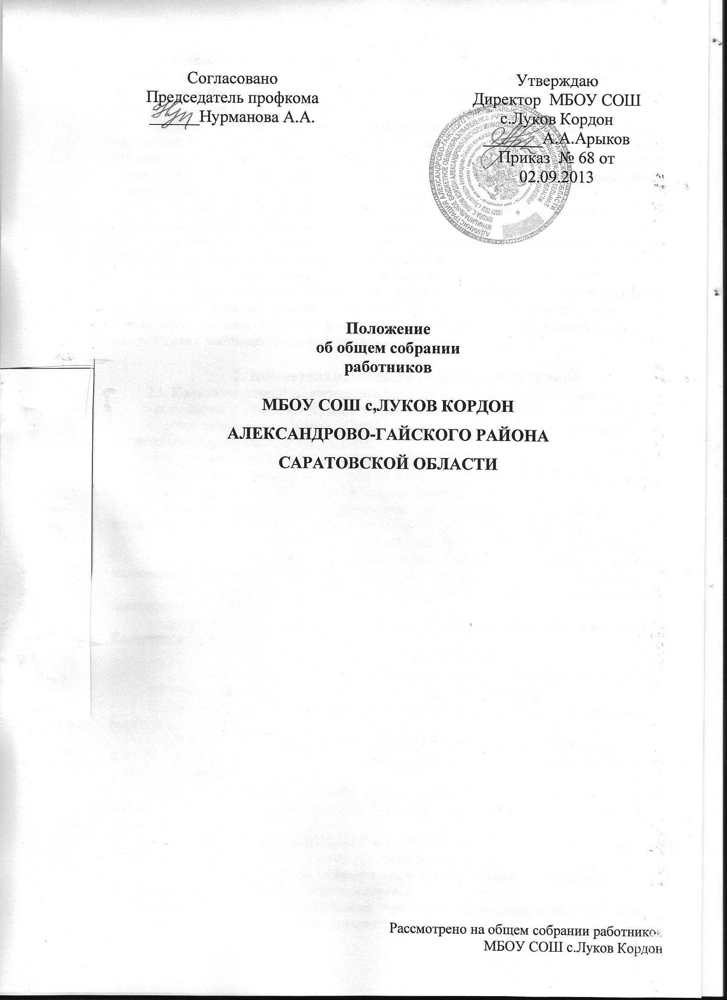 Согласовано
Председатель профкома
______Нурманова А.А.
Утверждаю
Директор  МБОУ СОШ
с.Луков Кордон
_______А.А.Арыков
Приказ  № 68 от
02.09.2013
Положение
об общем собрании
работников
МБОУ СОШ с,ЛУКОВ КОРДОН
АЛЕКСАНДРОВО-ГАЙСКОГО РАЙОНА
САРАТОВСКОЙ ОБЛАСТИ
Рассмотрено на общем собрании работников
МБОУ СОШ с.Луков Кордон